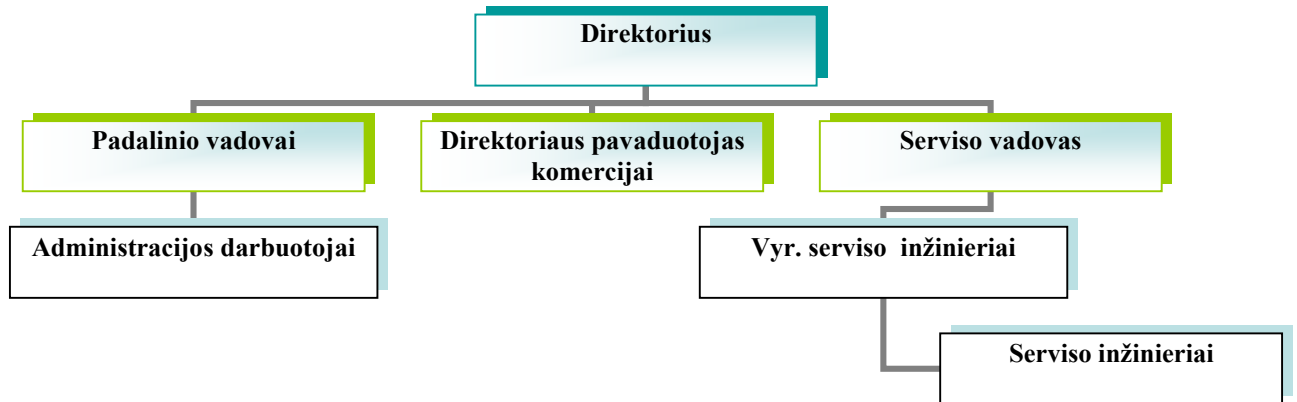 Direktorius
Padalinio vadovai
Direktoriaus pavaduotojas
komercijai
Serviso vadovas
Administracijos darbuotojai
Vyr. serviso inžinieriai
Serviso inžinieriai